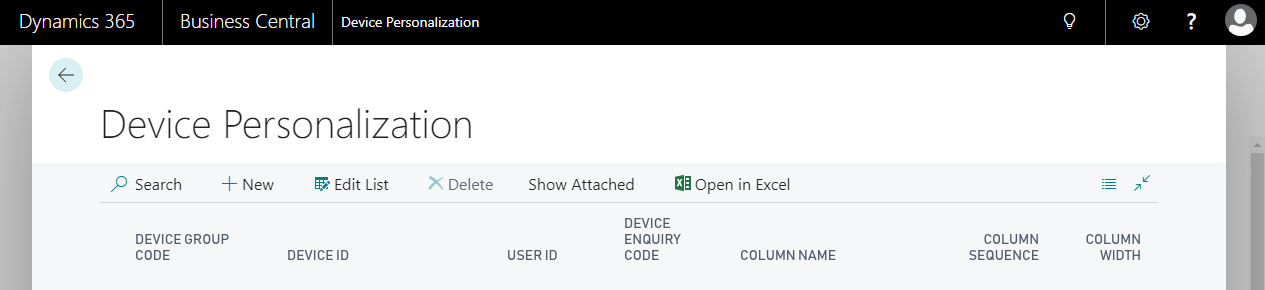 Dynamics 365 Business Central Device Personalization ?
Device Personalization
Search New Edit List Delete Show Attached Open in Excel
DEVICE GROUP CODE DEVICE ID USER ID DEVICE ENQUIRY CODE COLUMN NAME COLUMN SEQUENCE COLUMN WIDTH